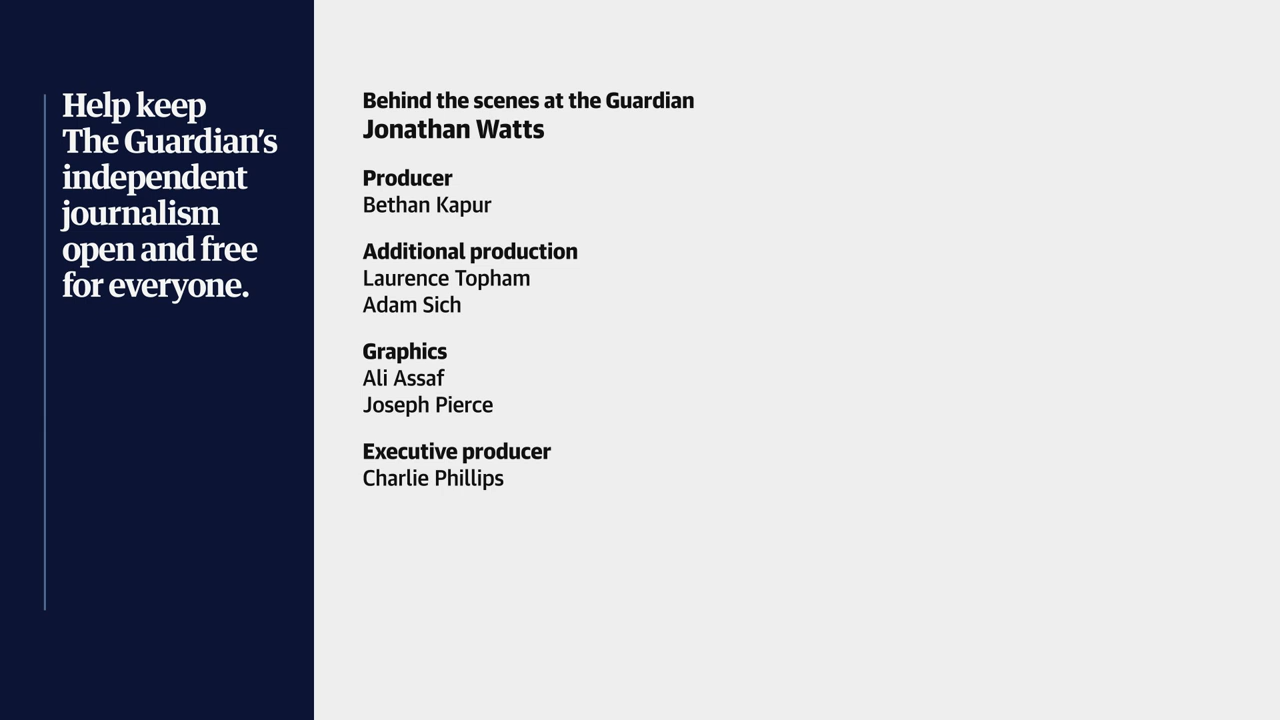 Help keep
The Guardian's
independent
journalism
open and free
for everyone.
Behind the scenes at the Guardian
Jonathan Watts
Producer
Bethan Kapur
Additional production
Laurence Topham
Adam Sich
Graphics
Ali Assaf
Joseph Pierce
Executive producer
Charlie Phillips